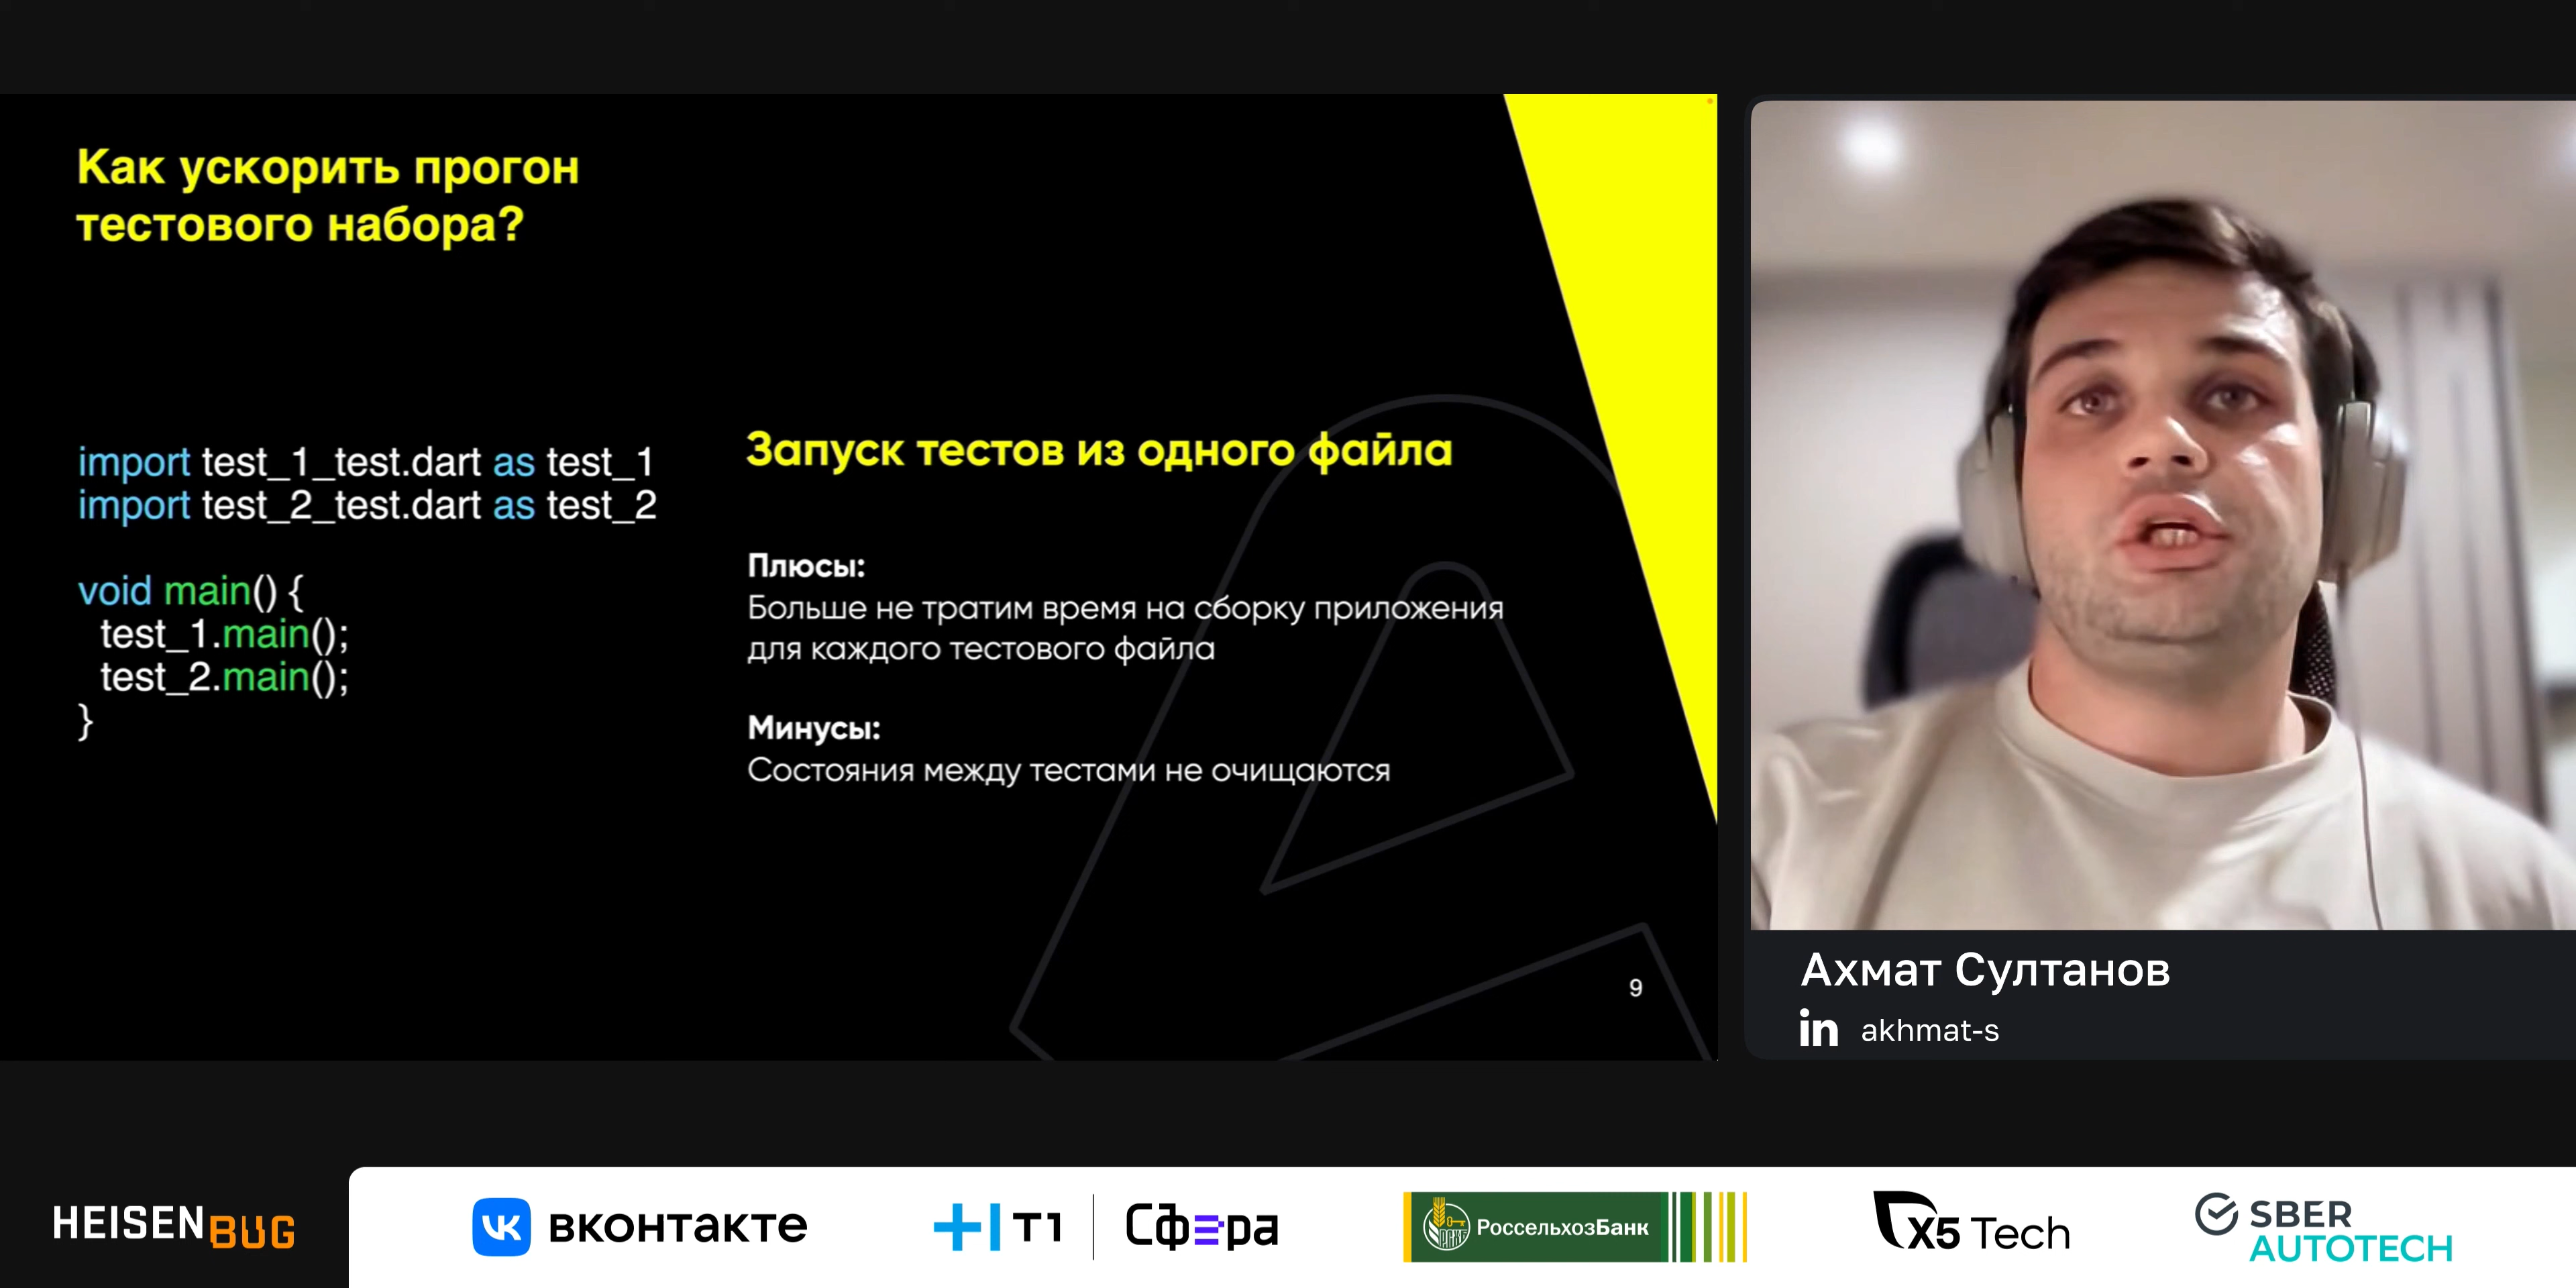 Как ускорить прогон
тестового набора?
import test_1_test.dart as test_1
import test_2_test.dart as test_2
void main() {
test_1.main();
test_2.main();
}
Запуск тестов из одного файла
Плюсы:
Больше не тратим время на сборку приложения
для каждого тестового файла
Минусы:
Состояния между тестами не очищаются
9
Ахмат Султанов
in akhmat-s
HEISENBUG
VK вконтакте
T1
Сфера
РоссельхозБанк
X5 Tech
SBER
AUTOTECH